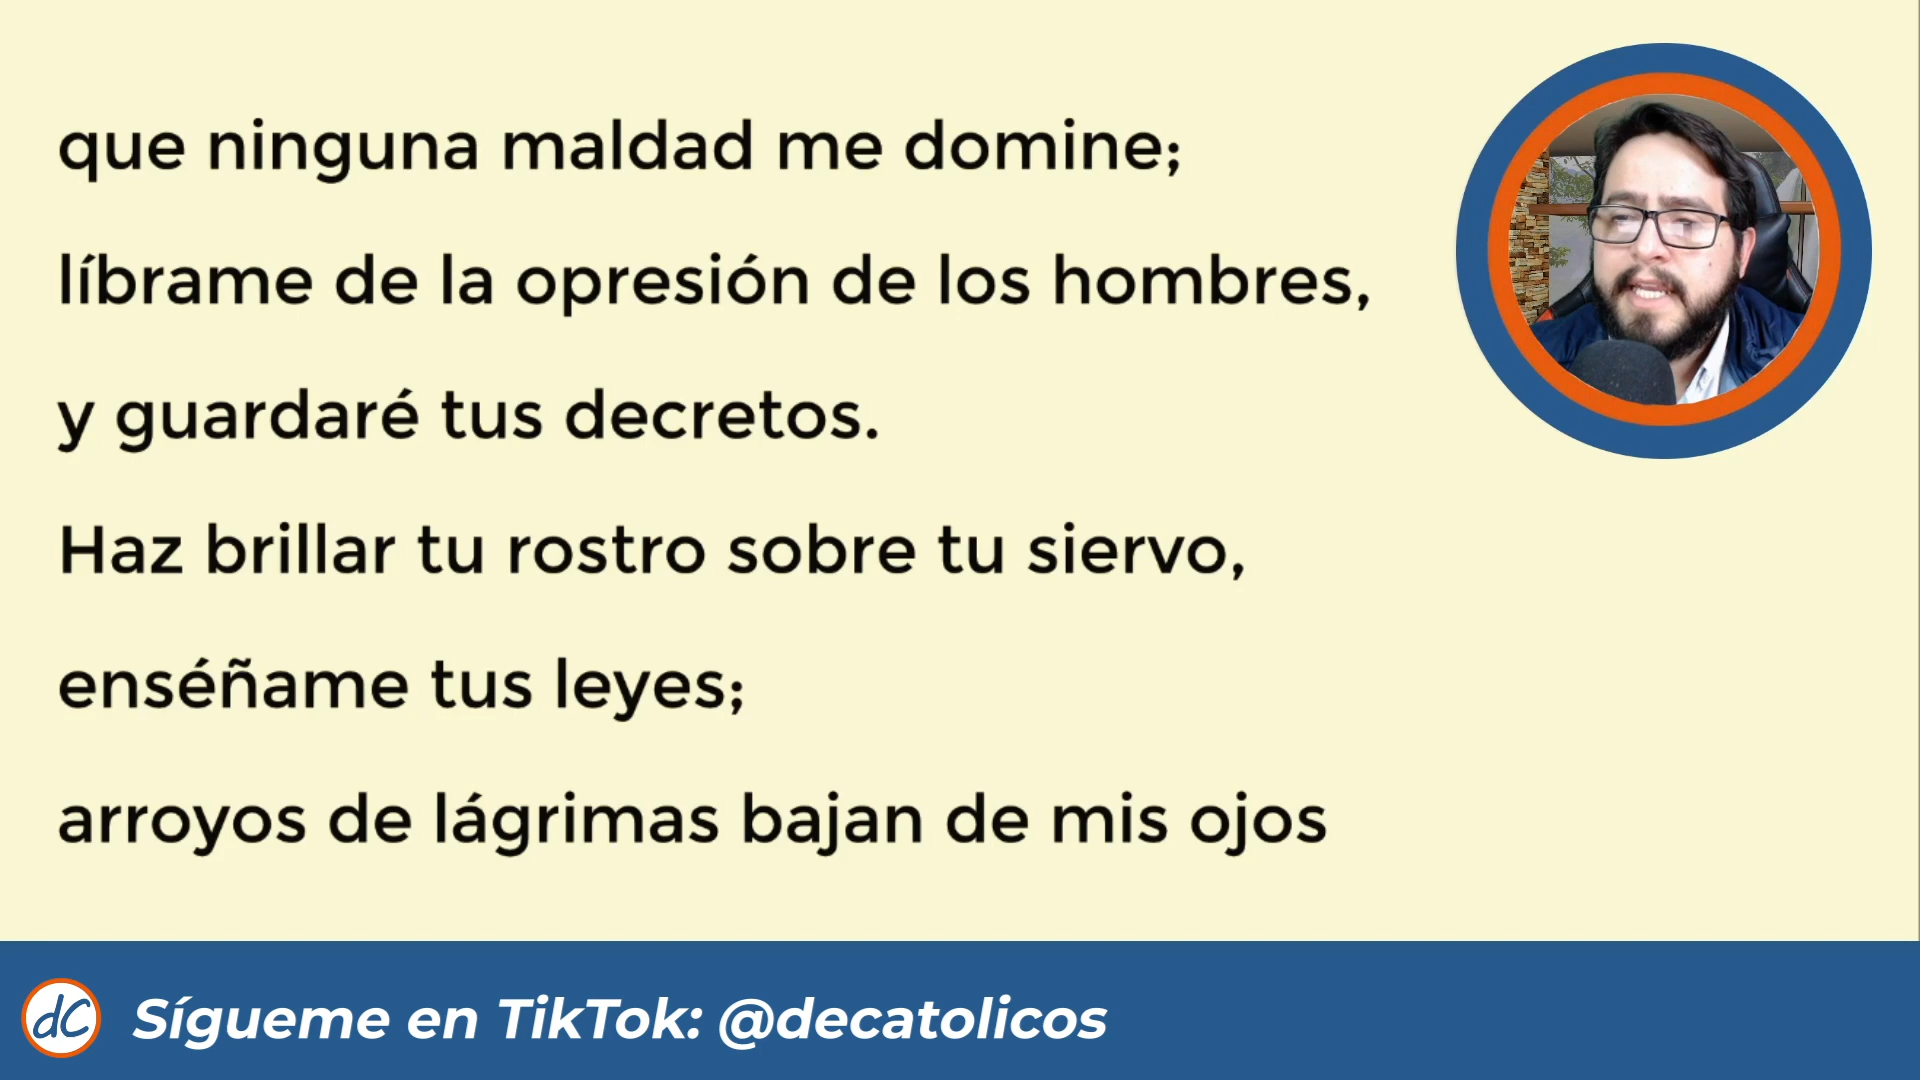 que ninguna maldad me domine;
líbrame de la opresión de los hombres,
y guardaré tus decretos.
Haz brillar tu rostro sobre tu siervo,
enséñame tus leyes;
arroyos de lágrimas bajan de mis ojos
dC Sígueme en TikTok: @decatolicos